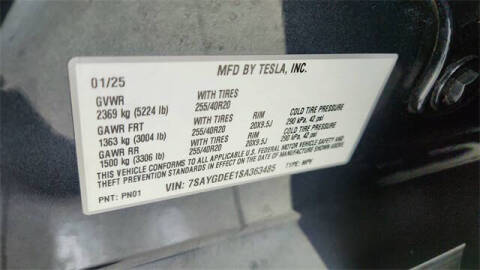 MFD BY TESLA, INC.
01/25
GVWR
2369 kg (5224 lb)
GAWR FRT WITH TIRES RIM COLD TIRE PRESSURE
1363 kg (3004 lb) 255/40R20 20X9.5J 290 kPa, 42 psi
GAWR RR WITH TIRES RIM COLD TIRE PRESSURE
1500 kg (3306 lb) 255/40R20 20X9.5J 290 kPa, 42 psi
THIS VEHICLE CONFORMS TO ALL APPLICABLE FEDERAL MOTOR VEHICLE SAFETY AND
THEFT PREVENTION STANDARDS IN EFFECT ON THE DATE OF MANUFACTURE SHOWN ABOVE.
VIN: 7SAYGDEE1SA363485 TYPE: MPV
PNT: PN01